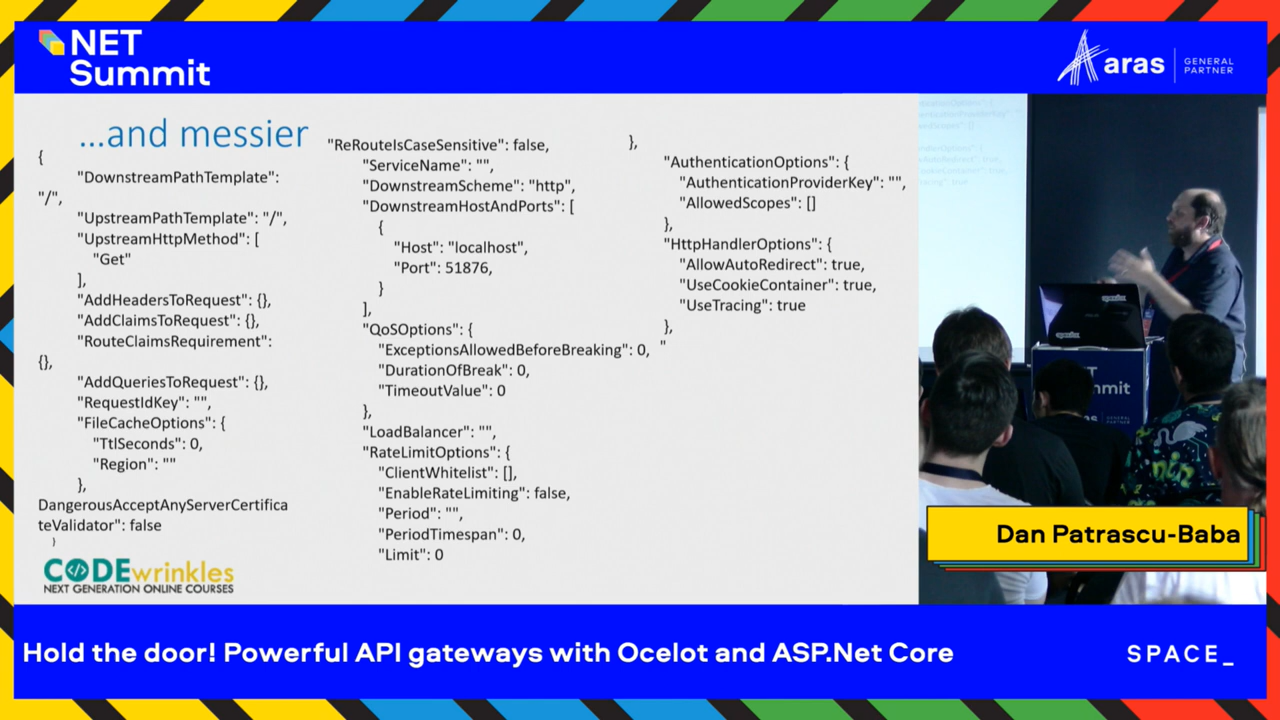 .NET
Summit
aras
GENERAL
PARTNER
...and messier
{
"DownstreamPathTemplate":
"/",
"UpstreamPathTemplate": "/",
"UpstreamHttpMethod": [
"Get"
],
"AddHeadersToRequest": {},
"AddClaimsToRequest": {},
"RouteClaimsRequirement":
{},
"AddQueriesToRequest": {},
"RequestIdKey": "",
"FileCacheOptions": {
"TtlSeconds": 0,
"Region": ""
},
DangerousAcceptAnyServerCertifica
teValidator": false
}
"ReRouteIsCaseSensitive": false,
"ServiceName": "",
"DownstreamScheme": "http",
"DownstreamHostAndPorts": [
{
"Host": "localhost",
"Port": 51876,
}
],
"QoSOptions": {
"ExceptionsAllowedBeforeBreaking": 0,
"DurationOfBreak": 0,
"TimeoutValue": 0
},
"LoadBalancer": "",
"RateLimitOptions": {
"ClientWhitelist": [],
"EnableRateLimiting": false,
"Period": "",
"PeriodTimespan": 0,
"Limit": 0
},
"AuthenticationOptions": {
"AuthenticationProviderKey": "",
"AllowedScopes": []
},
"HttpHandlerOptions": {
"AllowAutoRedirect": true,
"UseCookieContainer": true,
"UseTracing": true
},
"
CODEwrinkles
NEXT GENERATION ONLINE COURSES
Dan Patrascu-Baba
Hold the door! Powerful API gateways with Ocelot and ASP.Net Core
SPACE_